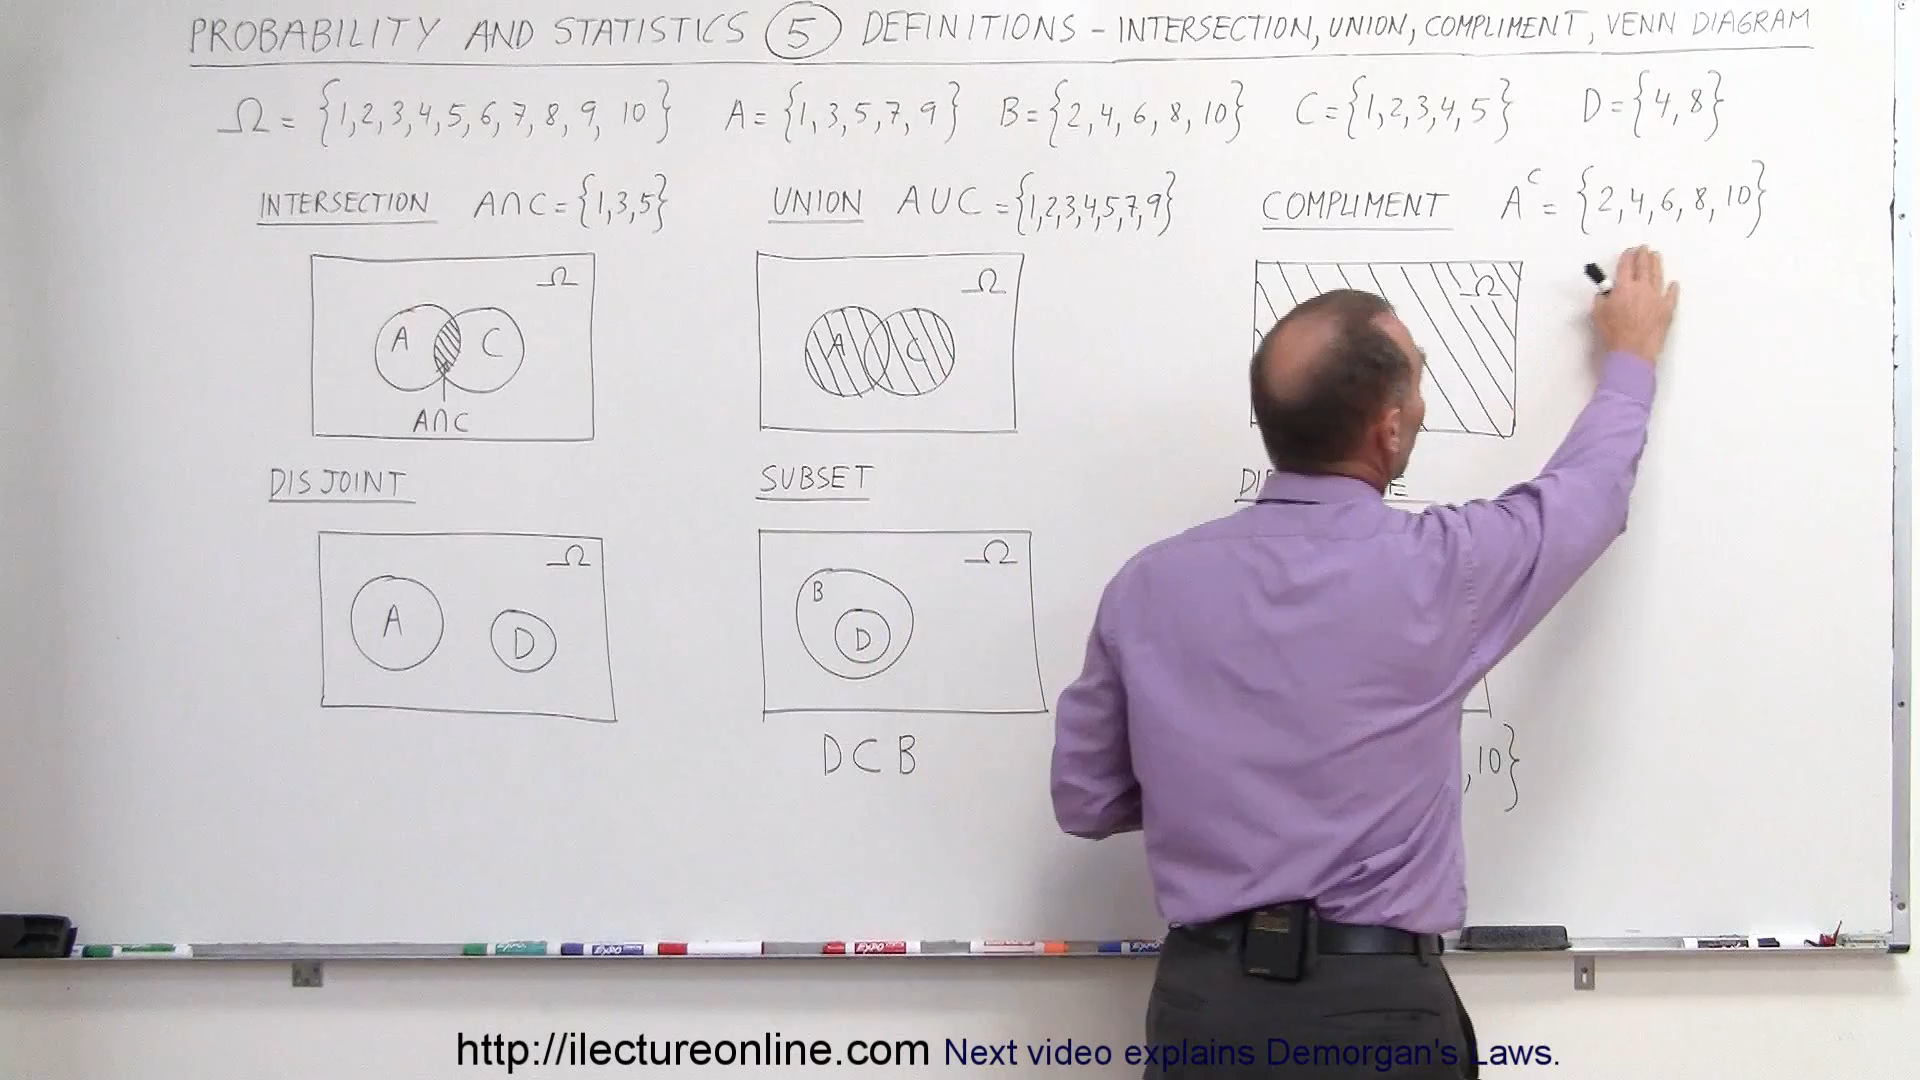 PROBABILITY AND STATISTICS 5 DEFINITIONS - INTERSECTION, UNION, COMPLIMENT, VENN DIAGRAM
Ω = {1,2,3,4,5,6,7,8,9,10} A = {1,3,5,7,9} B = {2,4,6,8,10} C = {1,2,3,4,5} D = {4,8}
INTERSECTION A∩C = {1,3,5} UNION A∪C = {1,2,3,4,5,7,9} COMPLIMENT Aᶜ = {2,4,6,8,10}
Ω Ω Ω
A C A C
A∩C
DISJOINT SUBSET
Ω Ω
A D B D
D⊂B ,10}
http://ilectureonline.com Next video explains Demorgan's Laws.